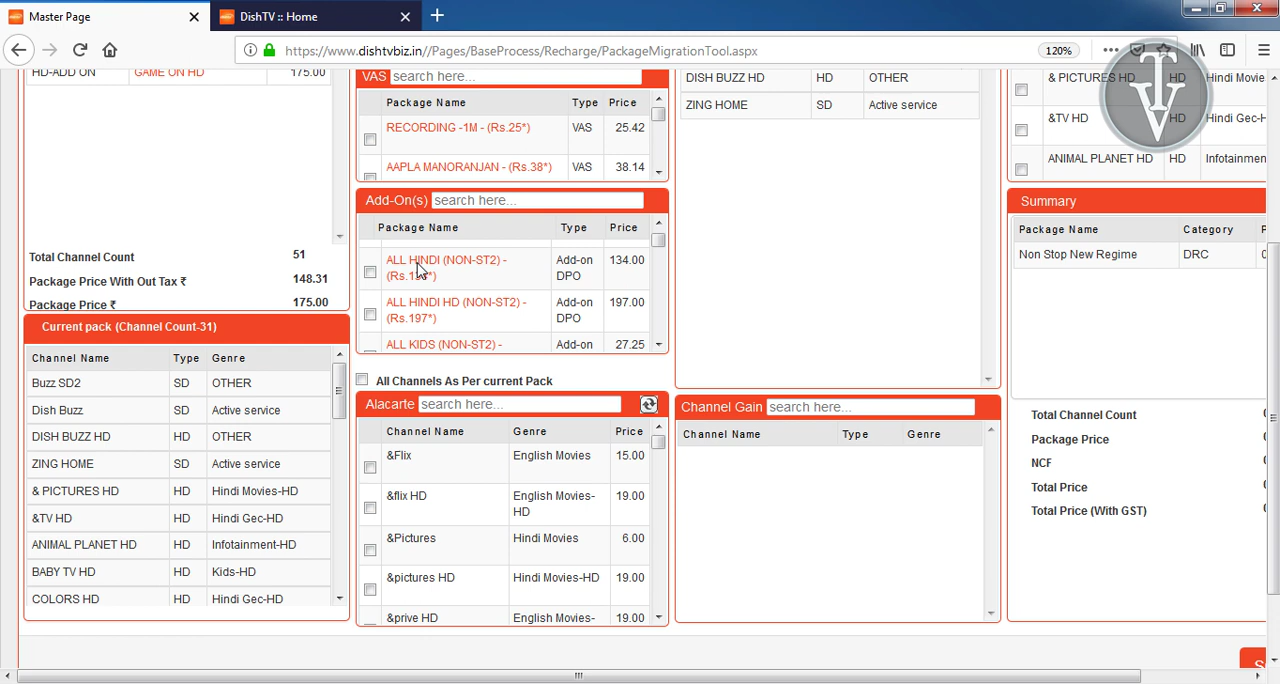 Master Page
DishTV :: Home
https://www.dishtvbiz.in//Pages/BaseProcess/Recharge/PackageMigrationTool.aspx
120%
HD-ADD ON GAME ON HD 175.00
Total Channel Count 51
Package Price With Out Tax ₹ 148.31
Package Price ₹ 175.00
Current pack (Channel Count-31)
Channel Name Type Genre
Buzz SD2 SD OTHER
Dish Buzz SD Active service
DISH BUZZ HD HD OTHER
ZING HOME SD Active service
& PICTURES HD HD Hindi Movies-HD
&TV HD HD Hindi Gec-HD
ANIMAL PLANET HD HD Infotainment-HD
BABY TV HD HD Kids-HD
COLORS HD HD Hindi Gec-HD
VAS search here...
Package Name Type Price
RECORDING -1M - (Rs.25*) VAS 25.42
AAPLA MANORANJAN - (Rs.38*) VAS 38.14
Add-On(s) search here...
Package Name Type Price
ALL HINDI (NON-ST2) - Add-on 134.00
DPO
ALL HINDI HD (NON-ST2) - Add-on 197.00
(Rs.197*) DPO
ALL KIDS (NON-ST2) - Add-on 27.25
All Channels As Per current Pack
Alacarte search here...
Channel Name Genre Price
&Flix English Movies 15.00
&flix HD English Movies- 19.00
HD
&Pictures Hindi Movies 6.00
&pictures HD Hindi Movies-HD 19.00
&prive HD English Movies- 19.00
DISH BUZZ HD HD OTHER
ZING HOME SD Active service
Channel Gain search here...
Channel Name Type Genre
& PICTURES HD HD Hindi Movie
&TV HD HD Hindi Gec-H
ANIMAL PLANET HD HD Infotainmen
Summary
Package Name Category P
Non Stop New Regime DRC
Total Channel Count
Package Price
NCF
Total Price
Total Price (With GST)